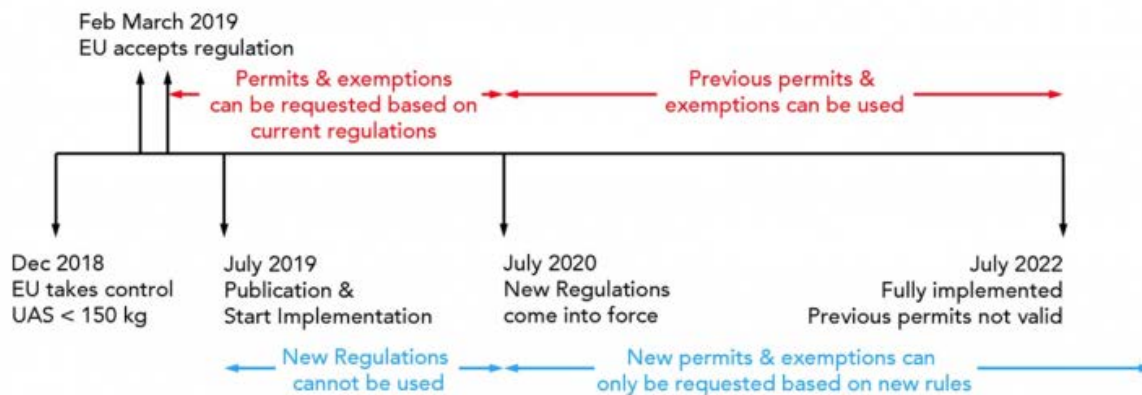 Feb March 2019
EU accepts regulation
Permits & exemptions
can be requested based on
current regulations
Previous permits &
exemptions can be used
Dec 2018
EU takes control
UAS < 150 kg
July 2019
Publication &
Start Implementation
July 2020
New Regulations
come into force
July 2022
Fully implemented
Previous permits not valid
New Regulations
cannot be used
New permits & exemptions can
only be requested based on new rules